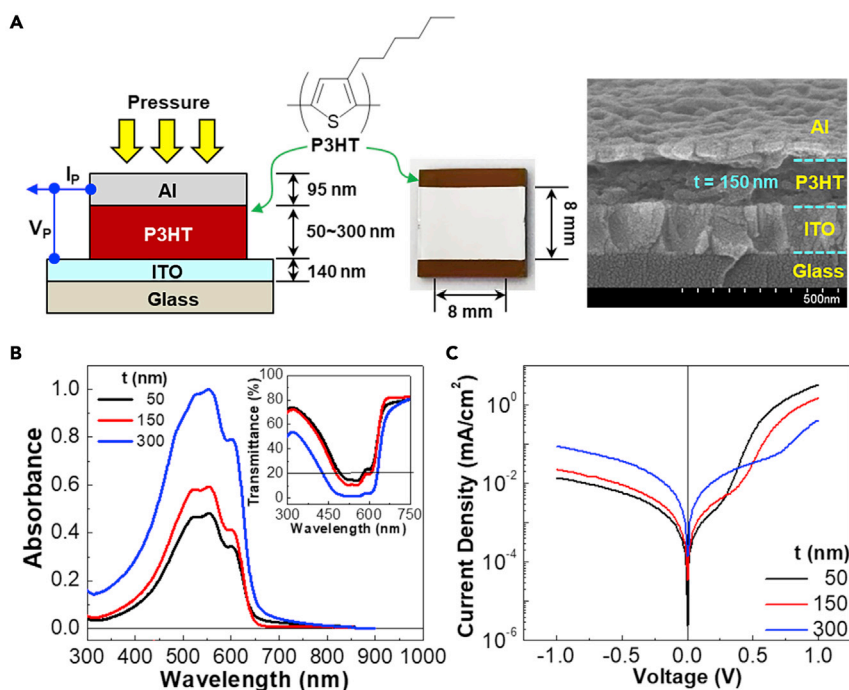 A
Pressure
I_P
V_P
Al
P3HT
ITO
Glass
95 nm
50~300 nm
140 nm
S
P3HT
8 mm
8 mm
Al
t = 150 nm
P3HT
ITO
Glass
500nm
B
t (nm)
50
150
300
Absorbance
1.0
0.8
0.6
0.4
0.2
0.0
300 400 500 600 700 800 900 1000
Wavelength (nm)
Transmittance (%)
100
80
60
40
20
0
300 450 600 750
Wavelength (nm)
C
Current Density (mA/cm²)
10⁰
10⁻²
10⁻⁴
10⁻⁶
t (nm)
50
150
300
-1.0 -0.5 0.0 0.5 1.0
Voltage (V)